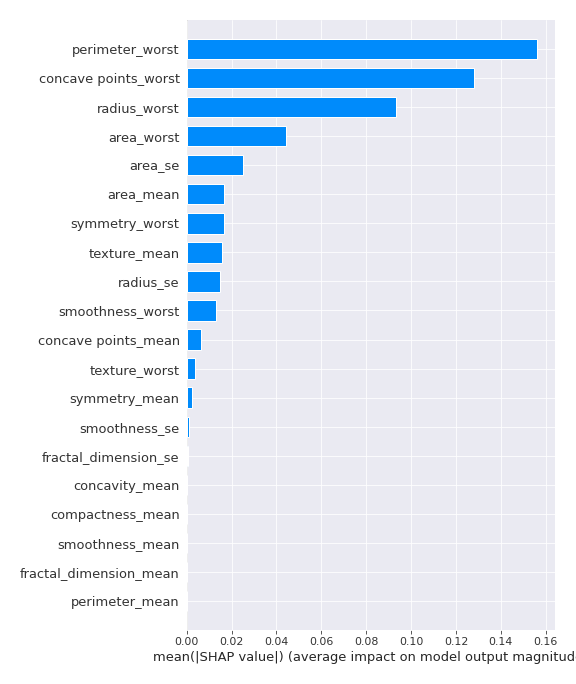 perimeter_worst
concave points_worst
radius_worst
area_worst
area_se
area_mean
symmetry_worst
texture_mean
radius_se
smoothness_worst
concave points_mean
texture_worst
symmetry_mean
smoothness_se
fractal_dimension_se
concavity_mean
compactness_mean
smoothness_mean
fractal_dimension_mean
perimeter_mean
0.00 0.02 0.04 0.06 0.08 0.10 0.12 0.14 0.16
mean(|SHAP value|) (average impact on model output magnitud